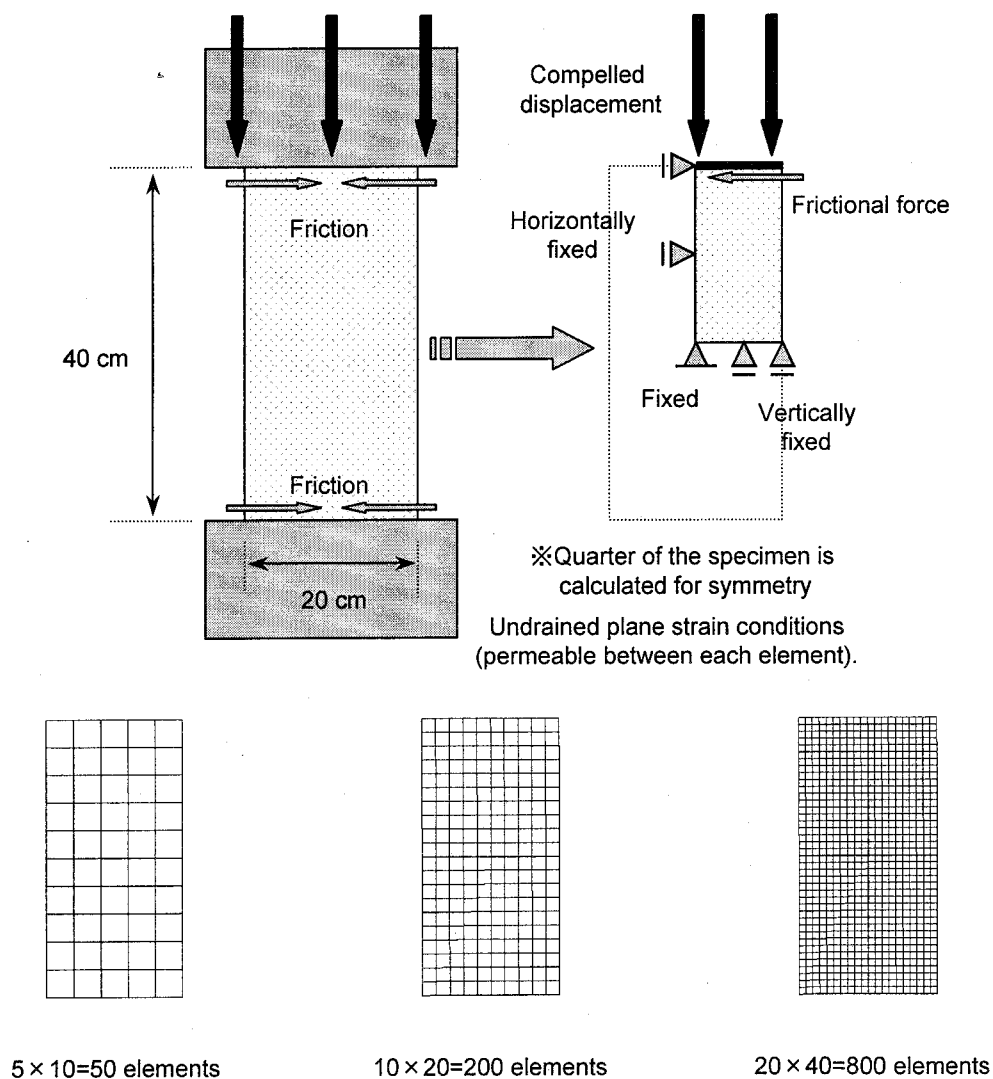 Compelled
displacement
Friction
Horizontally
fixed
Frictional force
40 cm
Fixed
Vertically
fixed
Friction
20 cm
※Quarter of the specimen is
calculated for symmetry
Undrained plane strain conditions
(permeable between each element).
5×10=50 elements
10×20=200 elements
20×40=800 elements